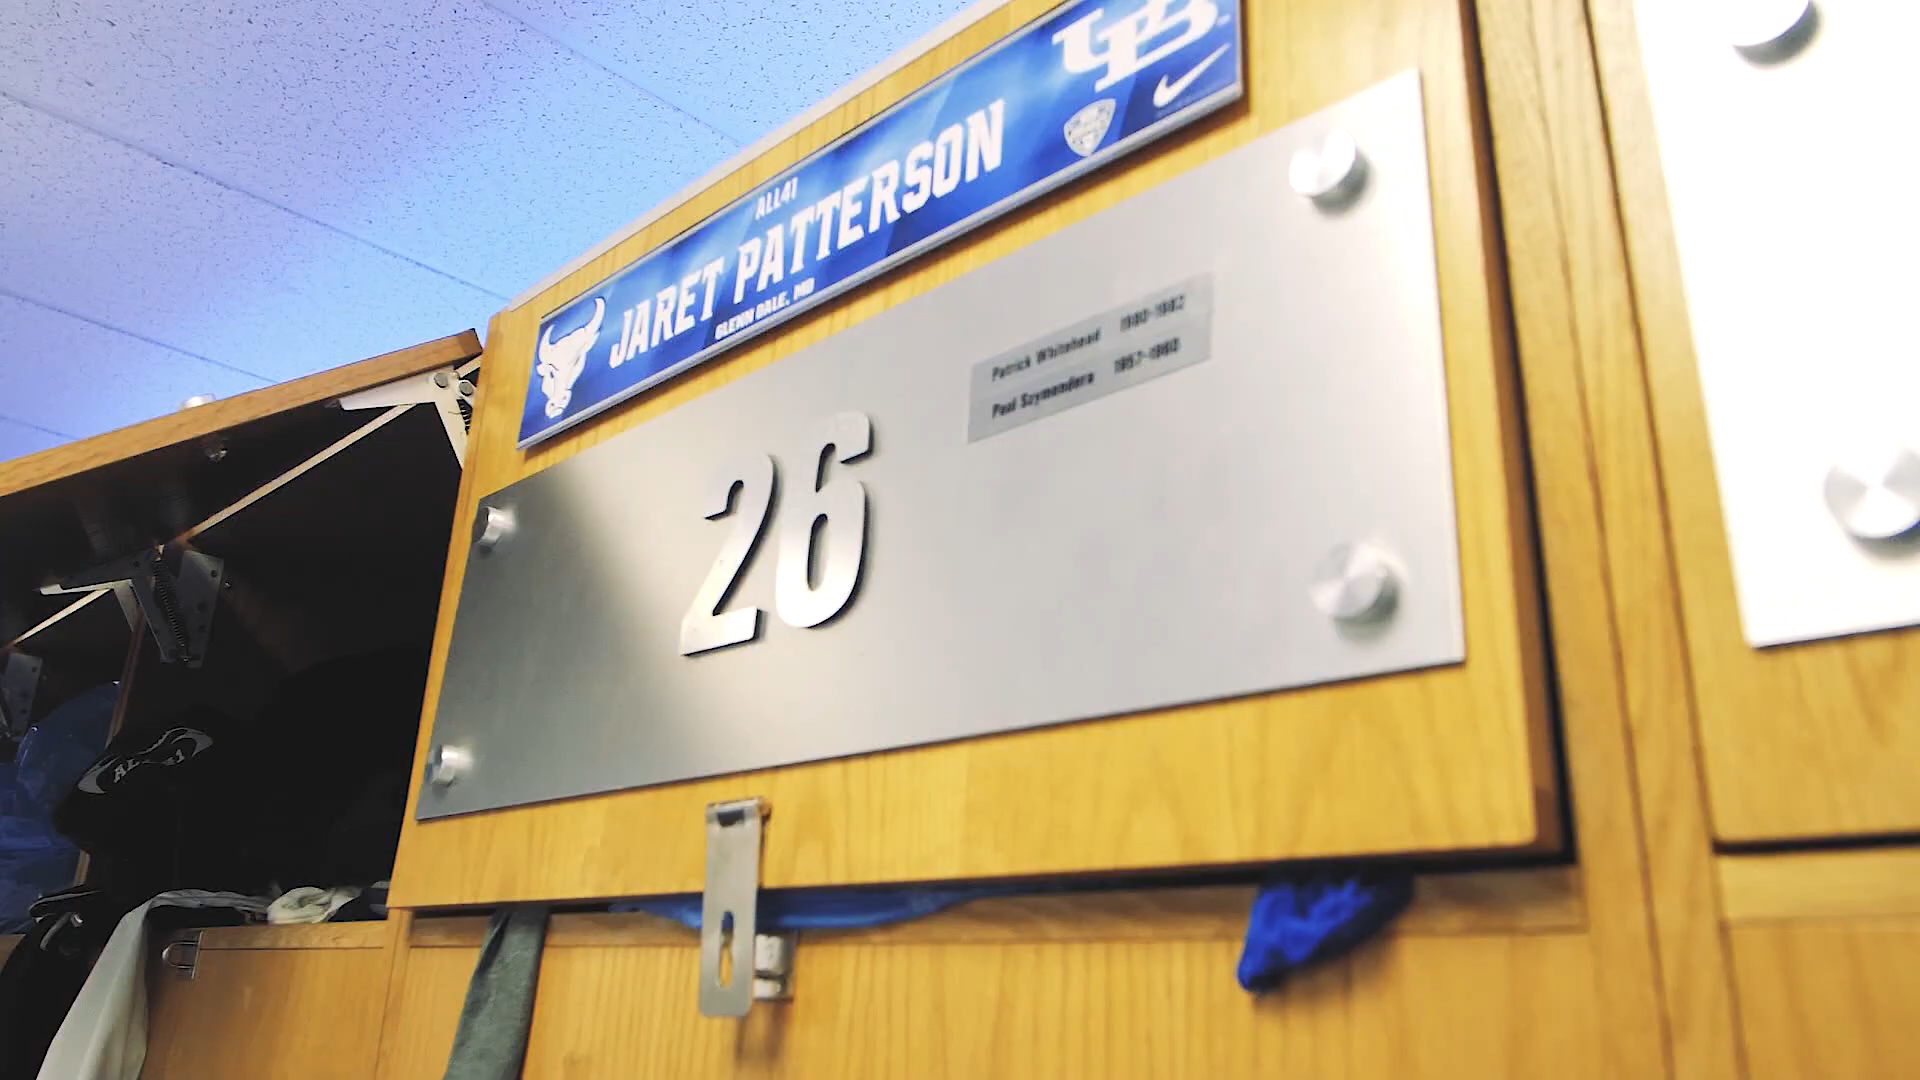 UB
ALL41
JARET PATTERSON
GLENN DALE, MD
Patrick Whitehead 1980-1982
Paul Szymendera 1957-1960
26